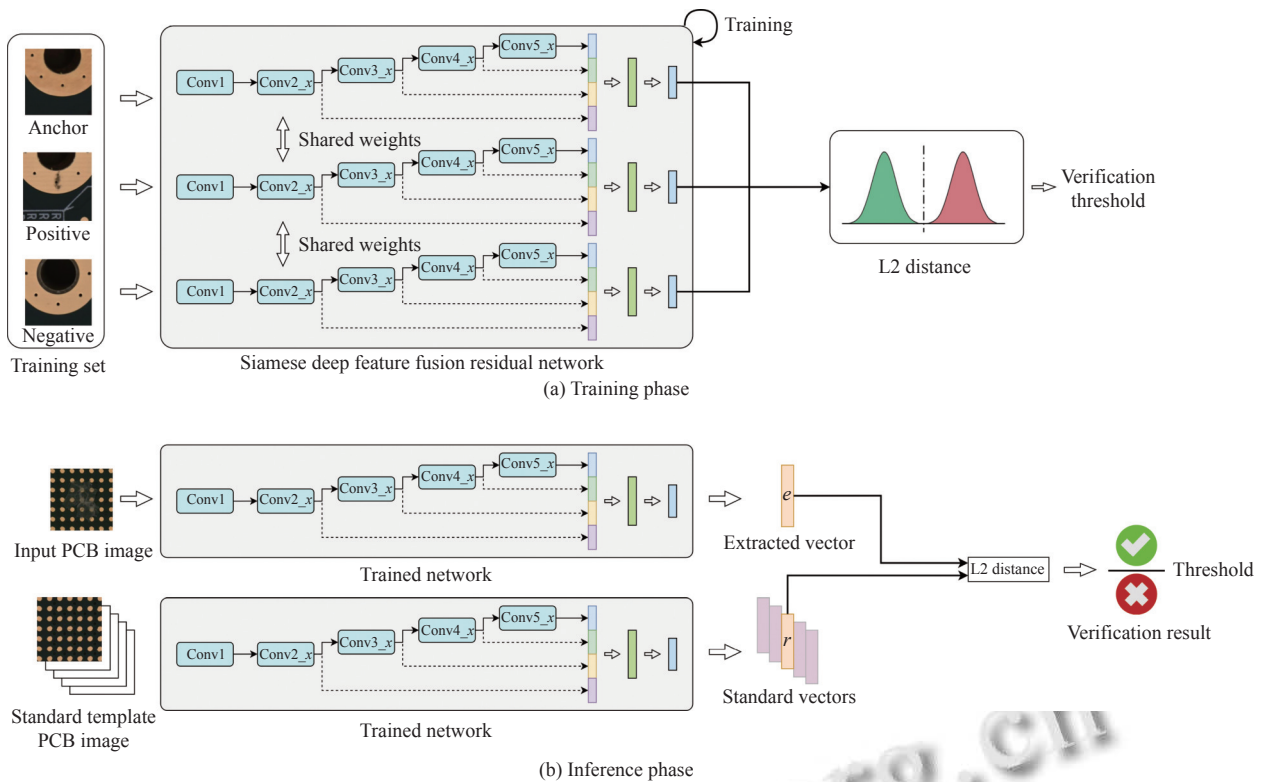 Training
Conv1
Conv2_x
Conv3_x
Conv4_x
Conv5_x
Anchor
Shared weights
Conv1
Conv2_x
Conv3_x
Conv4_x
Conv5_x
RRR
Positive
Verification
threshold
Shared weights
L2 distance
Conv1
Conv2_x
Conv3_x
Conv4_x
Conv5_x
Negative
Training set
Siamese deep feature fusion residual network
(a) Training phase
Conv1
Conv2_x
Conv3_x
Conv4_x
Conv5_x
e
Input PCB image
Extracted vector
Trained network
L2 distance
Threshold
Verification result
Conv1
Conv2_x
Conv3_x
Conv4_x
Conv5_x
r
Standard vectors
Standard template
PCB image
Trained network
(b) Inference phase
rg.cn